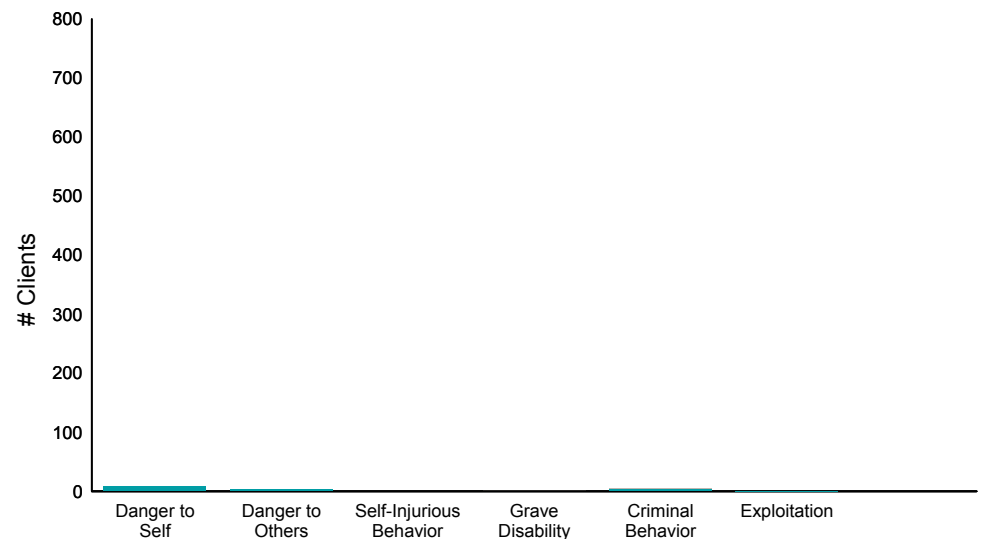 800
700
600
500
400
300
200
100
0
# Clients
Danger to
Self
Danger to
Others
Self-Injurious
Behavior
Grave
Disability
Criminal
Behavior
Exploitation